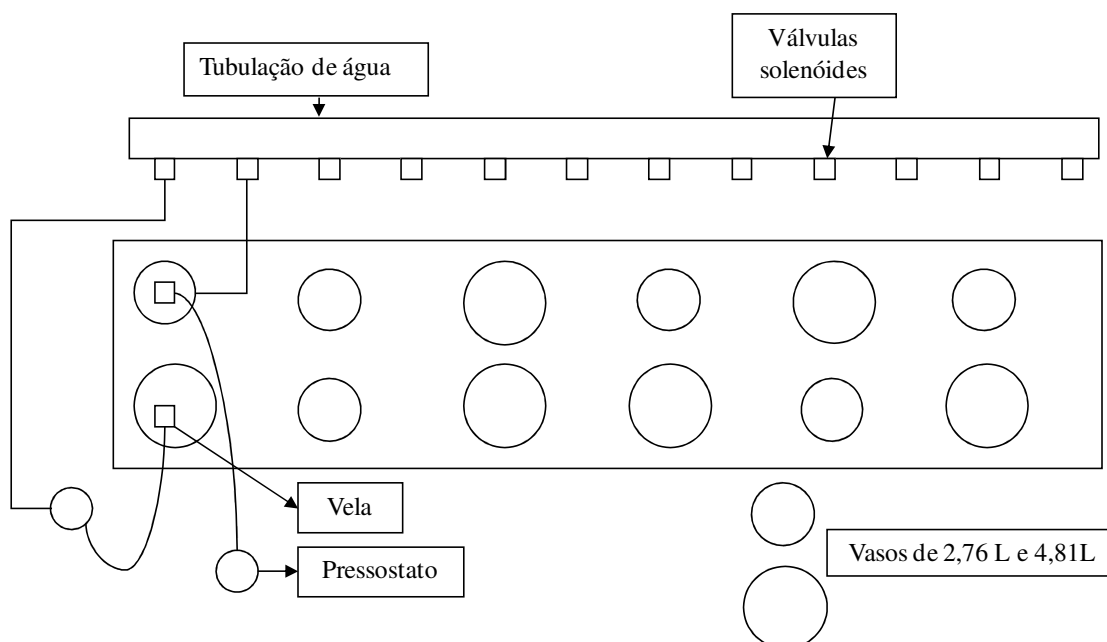 Tubulação de água
Válvulas
solenóides
Vela
Pressostato
Vasos de 2,76 L e 4,81L